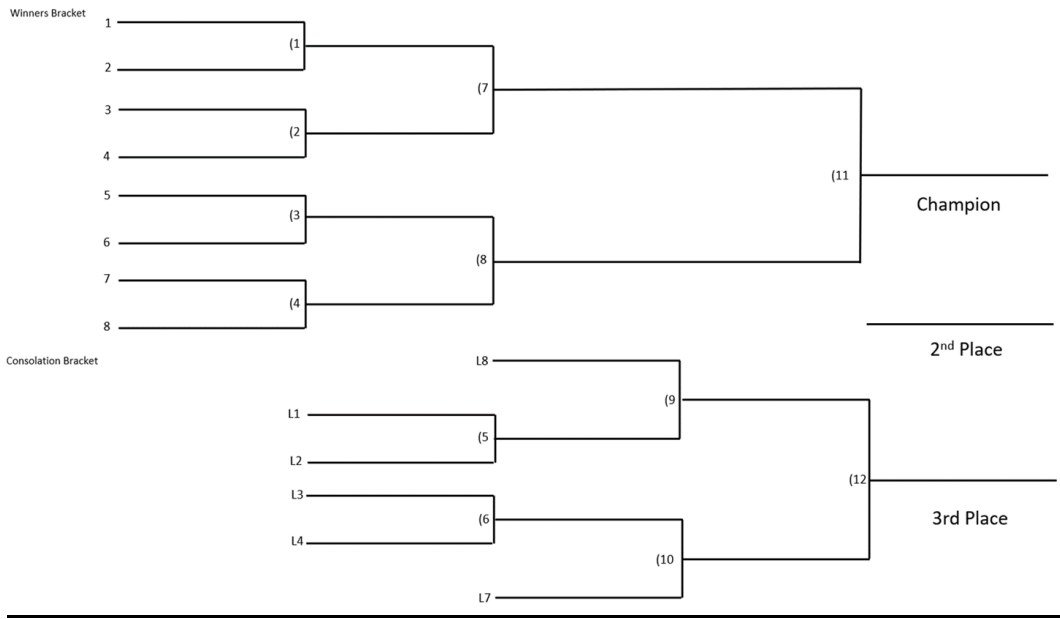 Winners Bracket
1
(1
2
(7
3
(2
4
(11
5
(3
Champion
6
(8
7
(4
8
2nd Place
Consolation Bracket
L8
(9
L1
(5
L2
(12
L3
(6
3rd Place
L4
(10
L7